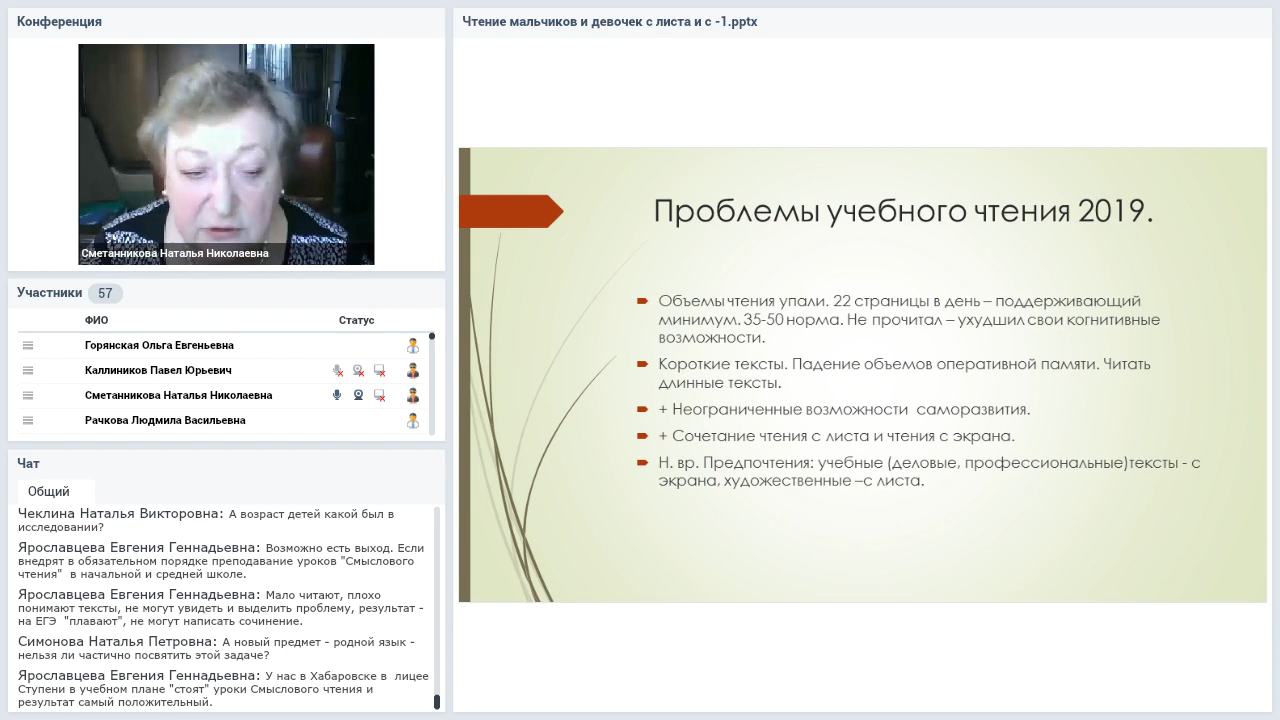 Конференция
Сметанникова Наталья Николаевна
Участники 57
ФИО Статус
Горянская Ольга Евгеньевна
Каллиников Павел Юрьевич
Сметанникова Наталья Николаевна
Рачкова Людмила Васильевна
Чат
Общий
Чеклина Наталья Викторовна: А возраст детей какой был в
исследовании?
Ярославцева Евгения Геннадьевна: Возможно есть выход. Если
внедрят в обязательном порядке преподавание уроков "Смыслового
чтения" в начальной и средней школе.
Ярославцева Евгения Геннадьевна: Мало читают, плохо
понимают тексты, не могут увидеть и выделить проблему, результат -
на ЕГЭ "плавают", не могут написать сочинение.
Симонова Наталья Петровна: А новый предмет - родной язык -
нельзя ли частично посвятить этой задаче?
Ярославцева Евгения Геннадьевна: У нас в Хабаровске в лицее
Ступени в учебном плане "стоят" уроки Смыслового чтения и
результат самый положительный.
Чтение мальчиков и девочек с листа и с -1.pptx
Проблемы учебного чтения 2019.
Объемы чтения упали. 22 страницы в день – поддерживающий
минимум. 35-50 норма. Не прочитал – ухудшил свои когнитивные
возможности.
Короткие тексты. Падение объемов оперативной памяти. Читать
длинные тексты.
+ Неограниченные возможности саморазвития.
+ Сочетание чтения с листа и чтения с экрана.
Н. вр. Предпочтения: учебные (деловые, профессиональные)тексты - с
экрана, художественные –с листа.